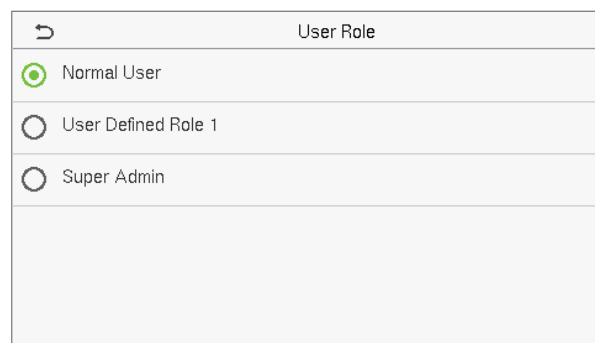 User Role
Normal User
User Defined Role 1
Super Admin